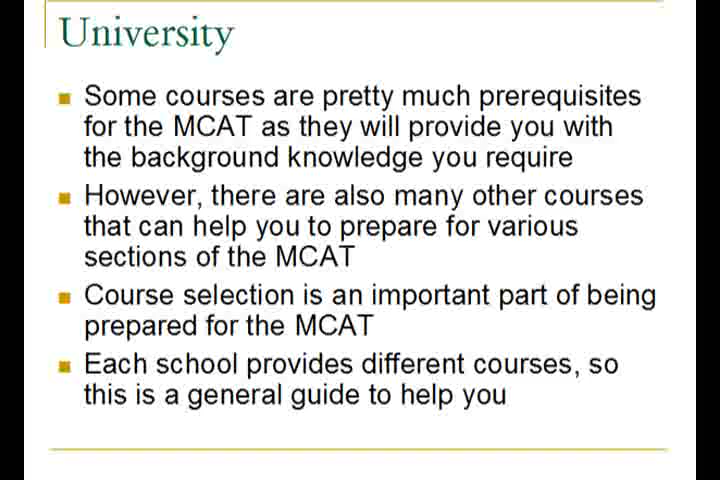 University
Some courses are pretty much prerequisites
for the MCAT as they will provide you with
the background knowledge you require
However, there are also many other courses
that can help you to prepare for various
sections of the MCAT
Course selection is an important part of being
prepared for the MCAT
Each school provides different courses, so
this is a general guide to help you